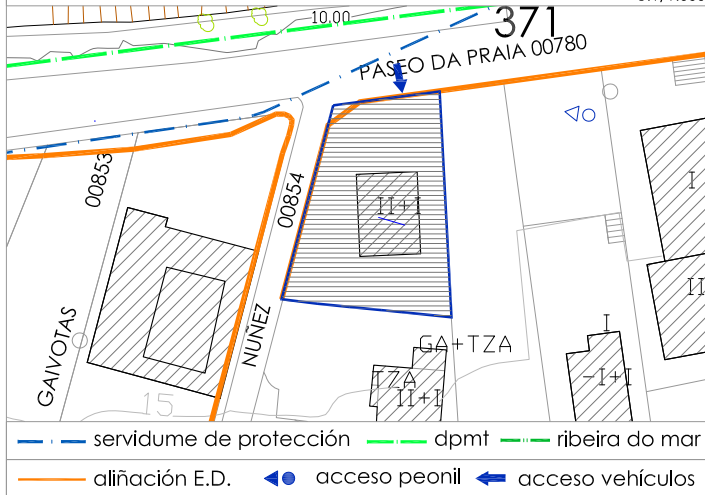 10.00
371
PASEO DA PRAIA 00780
00853
00854
I
II+I
II
GAIVOTAS
NUÑEZ
I
GA+TZA
TZA
II+I
-I+I
15
servidume de protección
dpmt
ribeira do mar
aliñación E.D.
acceso peonil
acceso vehículos